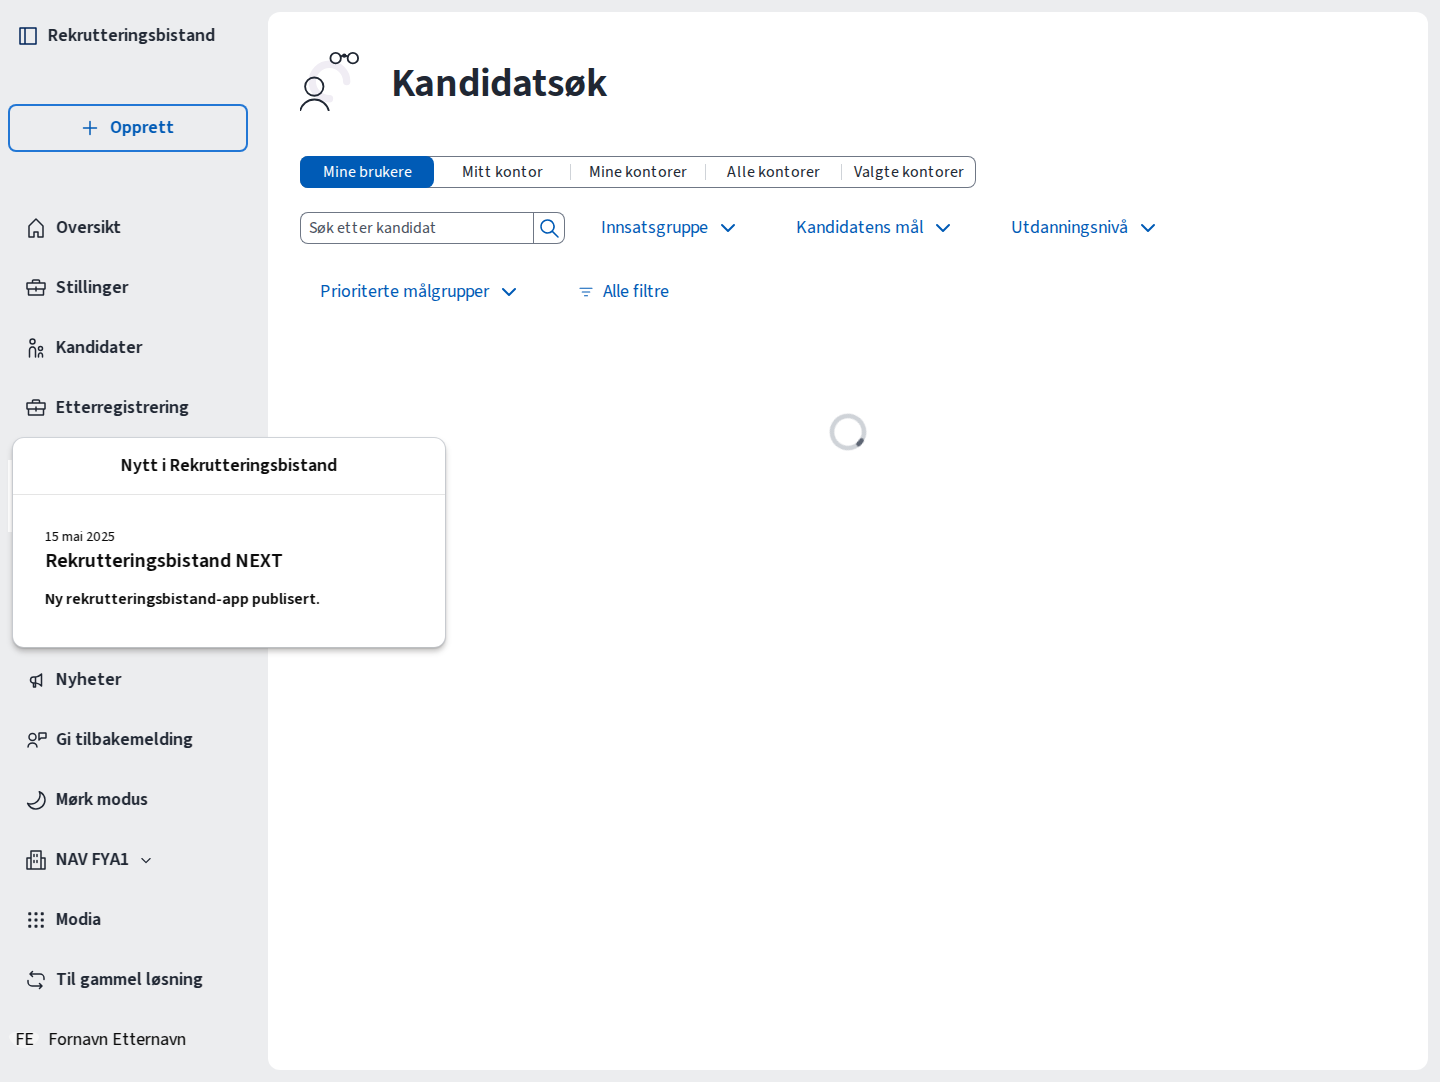 Rekrutteringsbistand
Opprett
Oversikt
Stillinger
Kandidater
Etterregistrering
Nytt i Rekrutteringsbistand
15 mai 2025
Rekrutteringsbistand NEXT
Ny rekrutteringsbistand-app publisert.
Nyheter
Gi tilbakemelding
Mørk modus
NAV FYA1
Modia
Til gammel løsning
FE Fornavn Etternavn
Kandidatsøk
Mine brukere Mitt kontor Mine kontorer Alle kontorer Valgte kontorer
Søk etter kandidat Innsatsgruppe Kandidatens mål Utdanningsnivå
Prioriterte målgrupper Alle filtre